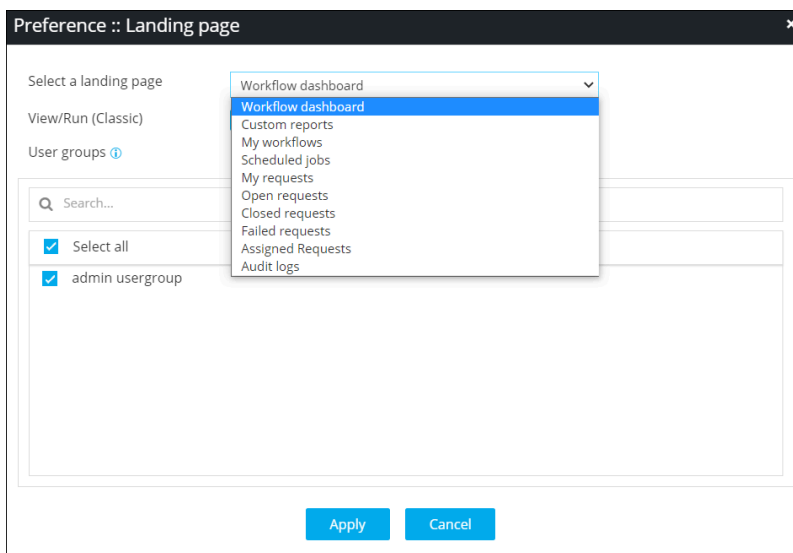 Preference :: Landing page
Select a landing page
Workflow dashboard
Workflow dashboard
Custom reports
My workflows
Scheduled jobs
My requests
Open requests
Closed requests
Failed requests
Assigned Requests
Audit logs
View/Run (Classic)
User groups
Search...
Select all
admin usergroup
Apply
Cancel